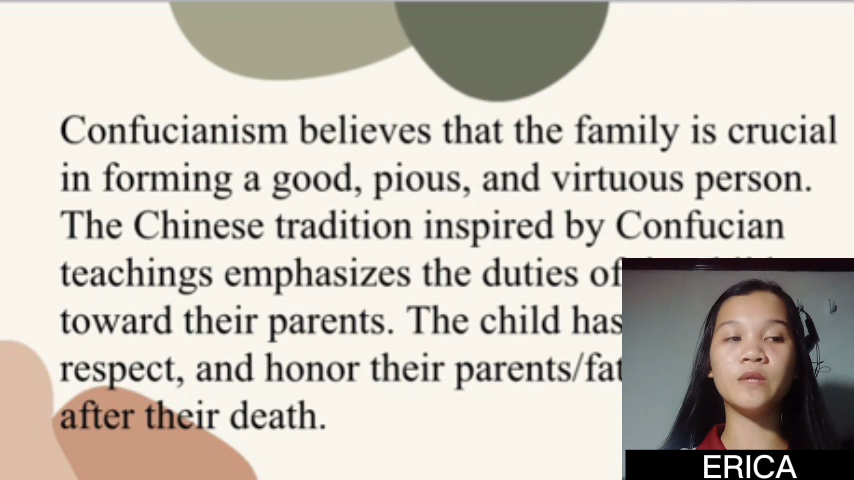 Confucianism believes that the family is crucial
in forming a good, pious, and virtuous person.
The Chinese tradition inspired by Confucian
teachings emphasizes the duties of
toward their parents. The child has
respect, and honor their parents/fat
after their death.
ERICA